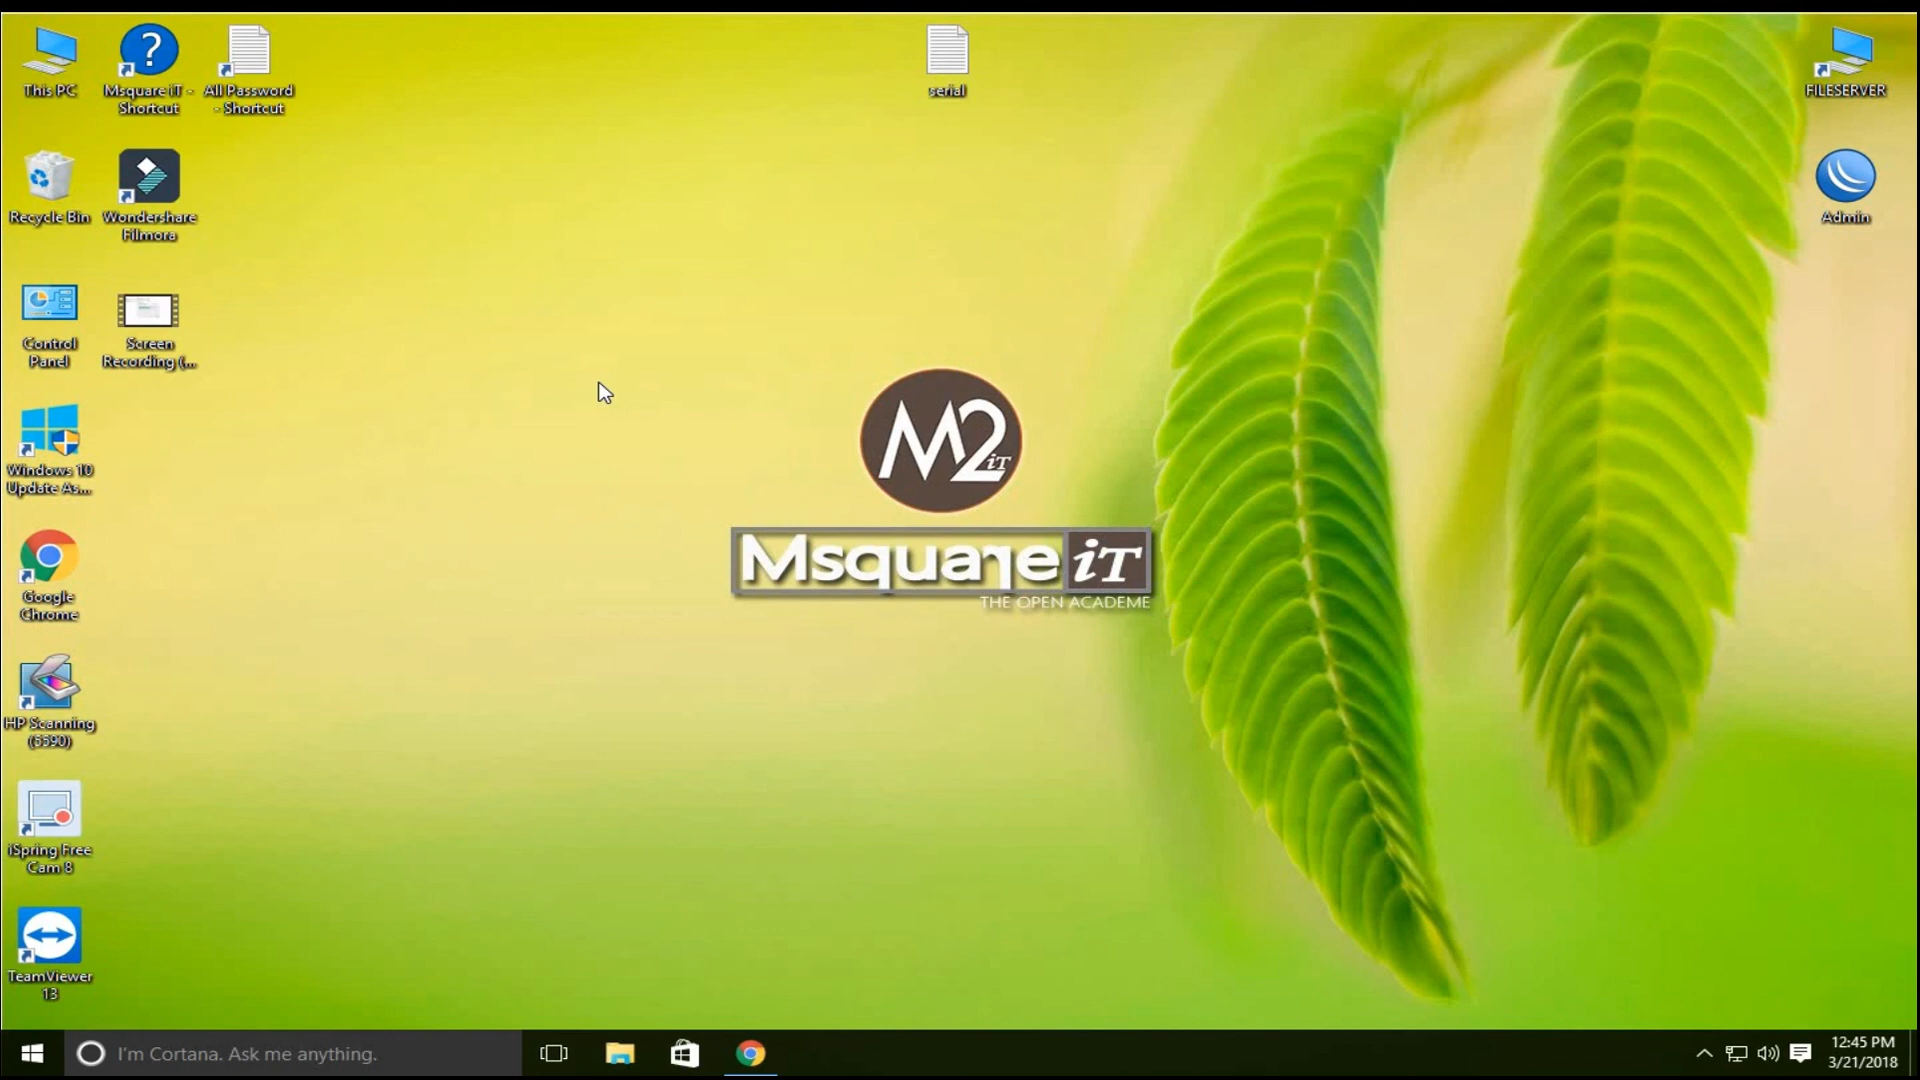 This PC
Msquare iT -
Shortcut
All Password
- Shortcut
serial
FILESERVER
Recycle Bin
Wondershare
Filmora
Admin
Control
Panel
Screen
Recording (...
Windows 10
Update As...
M2
iT
Msquare iT
THE OPEN ACADEME
Google
Chrome
HP Scanning
(5590)
iSpring Free
Cam 8
TeamViewer
13
I'm Cortana. Ask me anything.
12:45 PM
3/21/2018